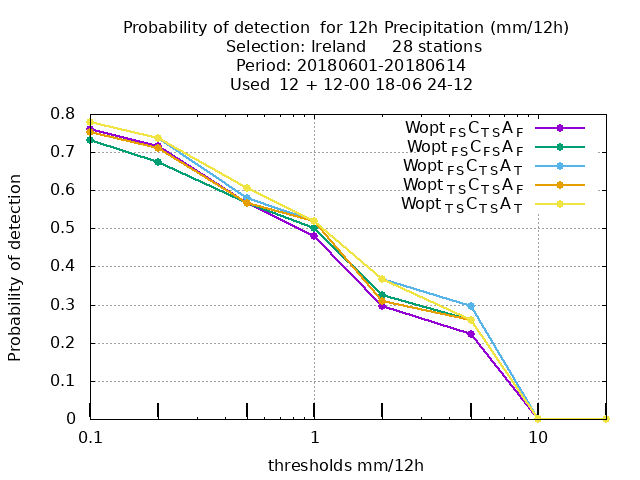 Probability of detection  for 12h Precipitation (mm/12h)
Selection: Ireland     28 stations
Period: 20180601-20180614
Used  12 + 12-00 18-06 24-12
Wopt FS C TS A F
Wopt FS C FS A F
Wopt FS C TS A T
Wopt TS C TS A F
Wopt TS C TS A T
Probability of detection
0.8
0.7
0.6
0.5
0.4
0.3
0.2
0.1
0
0.1 1 10
thresholds mm/12h